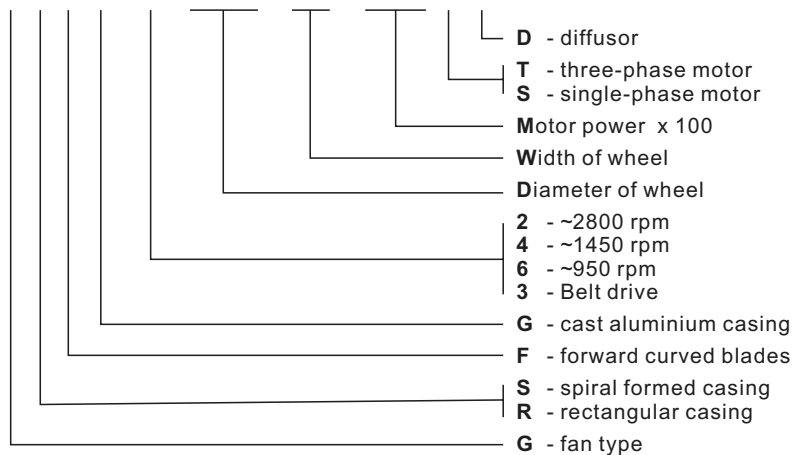 D - diffusor
T - three-phase motor
S - single-phase motor
Motor power x 100
Width of wheel
Diameter of wheel
2 - ~2800 rpm
4 - ~1450 rpm
6 - ~950 rpm
3 - Belt drive
G - cast aluminium casing
F - forward curved blades
S - spiral formed casing
R - rectangular casing
G - fan type